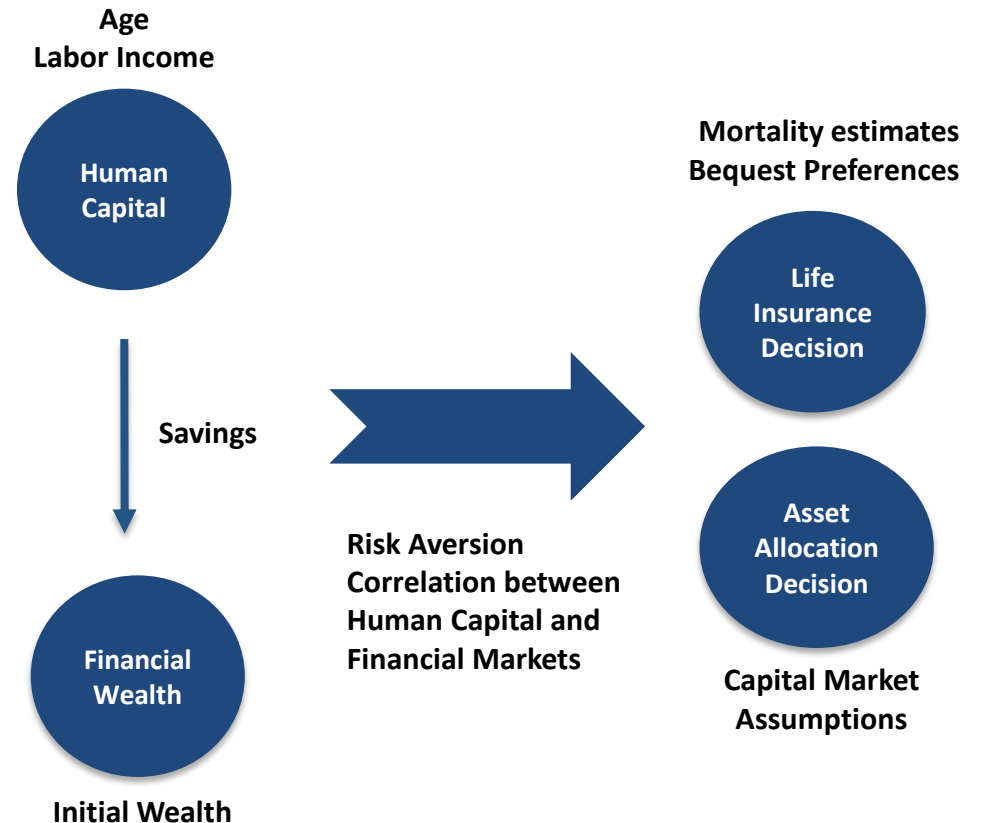 Age
Labor Income
Human
Capital
Savings
Financial
Wealth
Initial Wealth
Risk Aversion
Correlation between
Human Capital and
Financial Markets
Mortality estimates
Bequest Preferences
Life
Insurance
Decision
Asset
Allocation
Decision
Capital Market
Assumptions